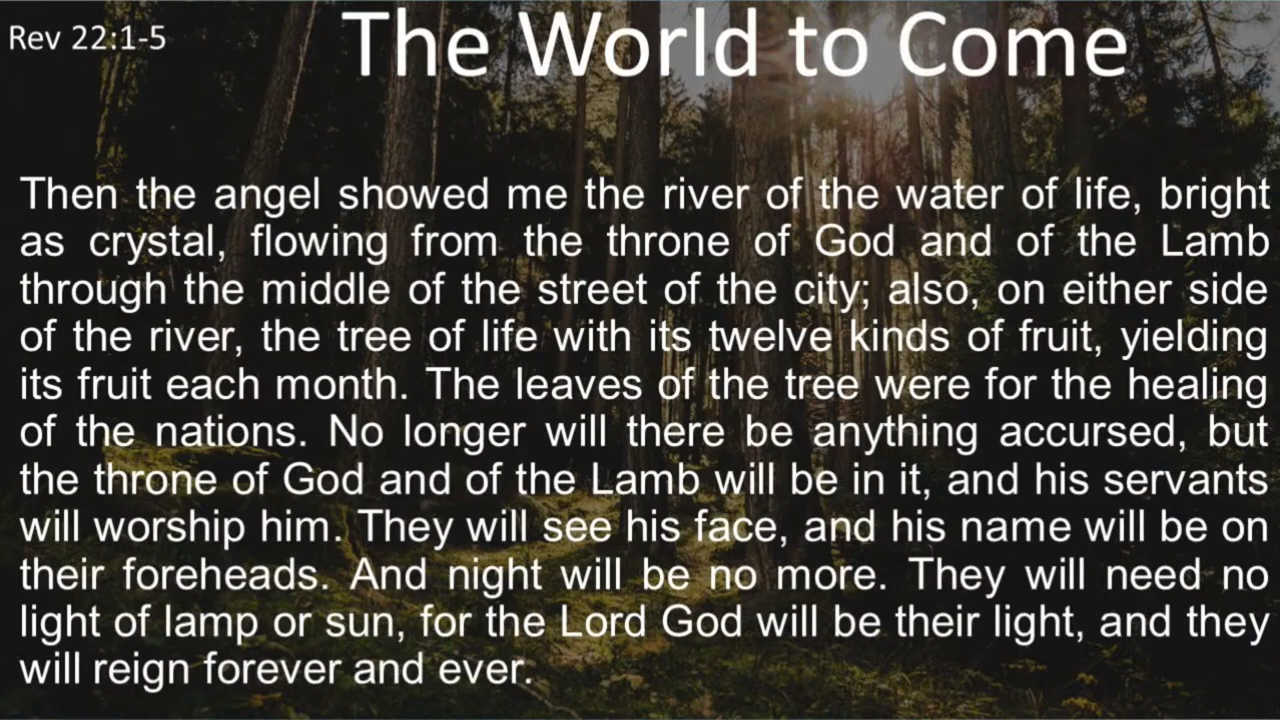 Rev 22:1-5
The World to Come
Then the angel showed me the river of the water of life, bright
as crystal, flowing from the throne of God and of the Lamb
through the middle of the street of the city; also, on either side
of the river, the tree of life with its twelve kinds of fruit, yielding
its fruit each month. The leaves of the tree were for the healing
of the nations. No longer will there be anything accursed, but
the throne of God and of the Lamb will be in it, and his servants
will worship him. They will see his face, and his name will be on
their foreheads. And night will be no more. They will need no
light of lamp or sun, for the Lord God will be their light, and they
will reign forever and ever.